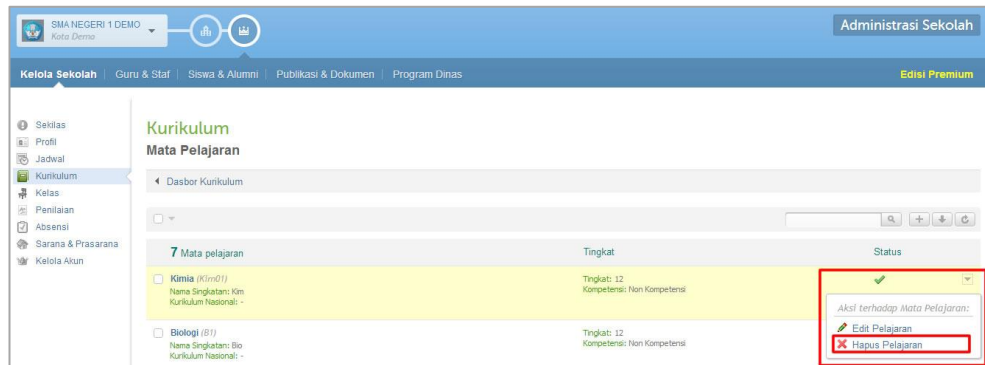 SMA NEGERI 1 DEMO
Kota Demo
Administrasi Sekolah
Kelola Sekolah | Guru & Staf | Siswa & Alumni | Publikasi & Dokumen | Program Dinas
Edisi Premium
Sekilas
Profil
Jadwal
Kurikulum
Kelas
Penilaian
Absensi
Sarana & Prasarana
Kelola Akun
Kurikulum
Mata Pelajaran
Dasbor Kurikulum
7 Mata pelajaran Tingkat Status
Kimia (Kim01)
Nama Singkatan: Kim
Kurikulum Nasional: -
Tingkat: 12
Kompetensi: Non Kompetensi
Aksi terhadap Mata Pelajaran:
Edit Pelajaran
Hapus Pelajaran
Biologi (B1)
Nama Singkatan: Bio
Kurikulum Nasional: -
Tingkat: 12
Kompetensi: Non Kompetensi